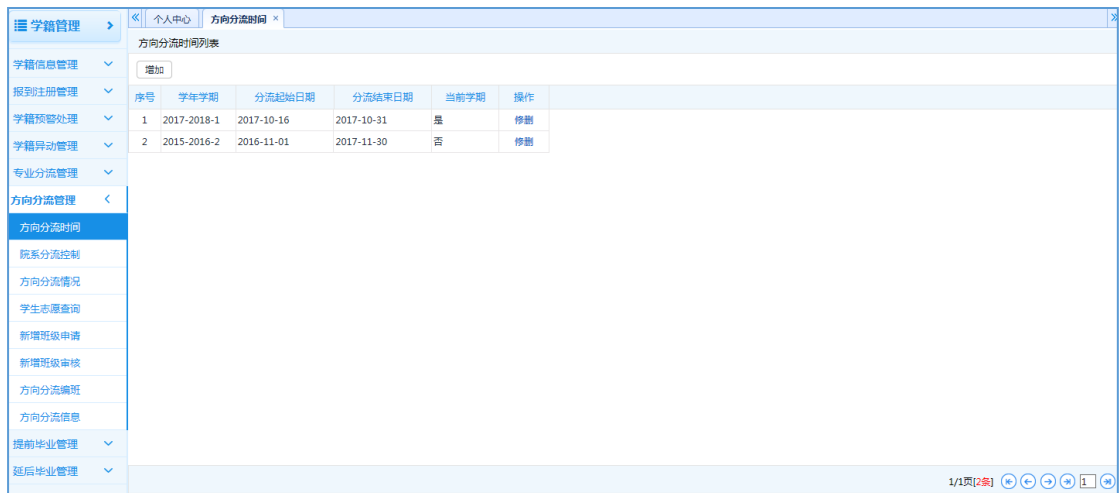 学籍管理
个人中心 方向分流时间 ×
方向分流时间列表
学籍信息管理
增加
报到注册管理
序号 学年学期 分流起始日期 分流结束日期 当前学期 操作
学籍预警处理
1 2017-2018-1 2017-10-16 2017-10-31 是 修删
学籍异动管理
2 2015-2016-2 2016-11-01 2017-11-30 否 修删
专业分流管理
方向分流管理
方向分流时间
院系分流控制
方向分流情况
学生志愿查询
新增班级申请
新增班级审核
方向分流编班
方向分流信息
提前毕业管理
延后毕业管理
1/1页[2条] 1